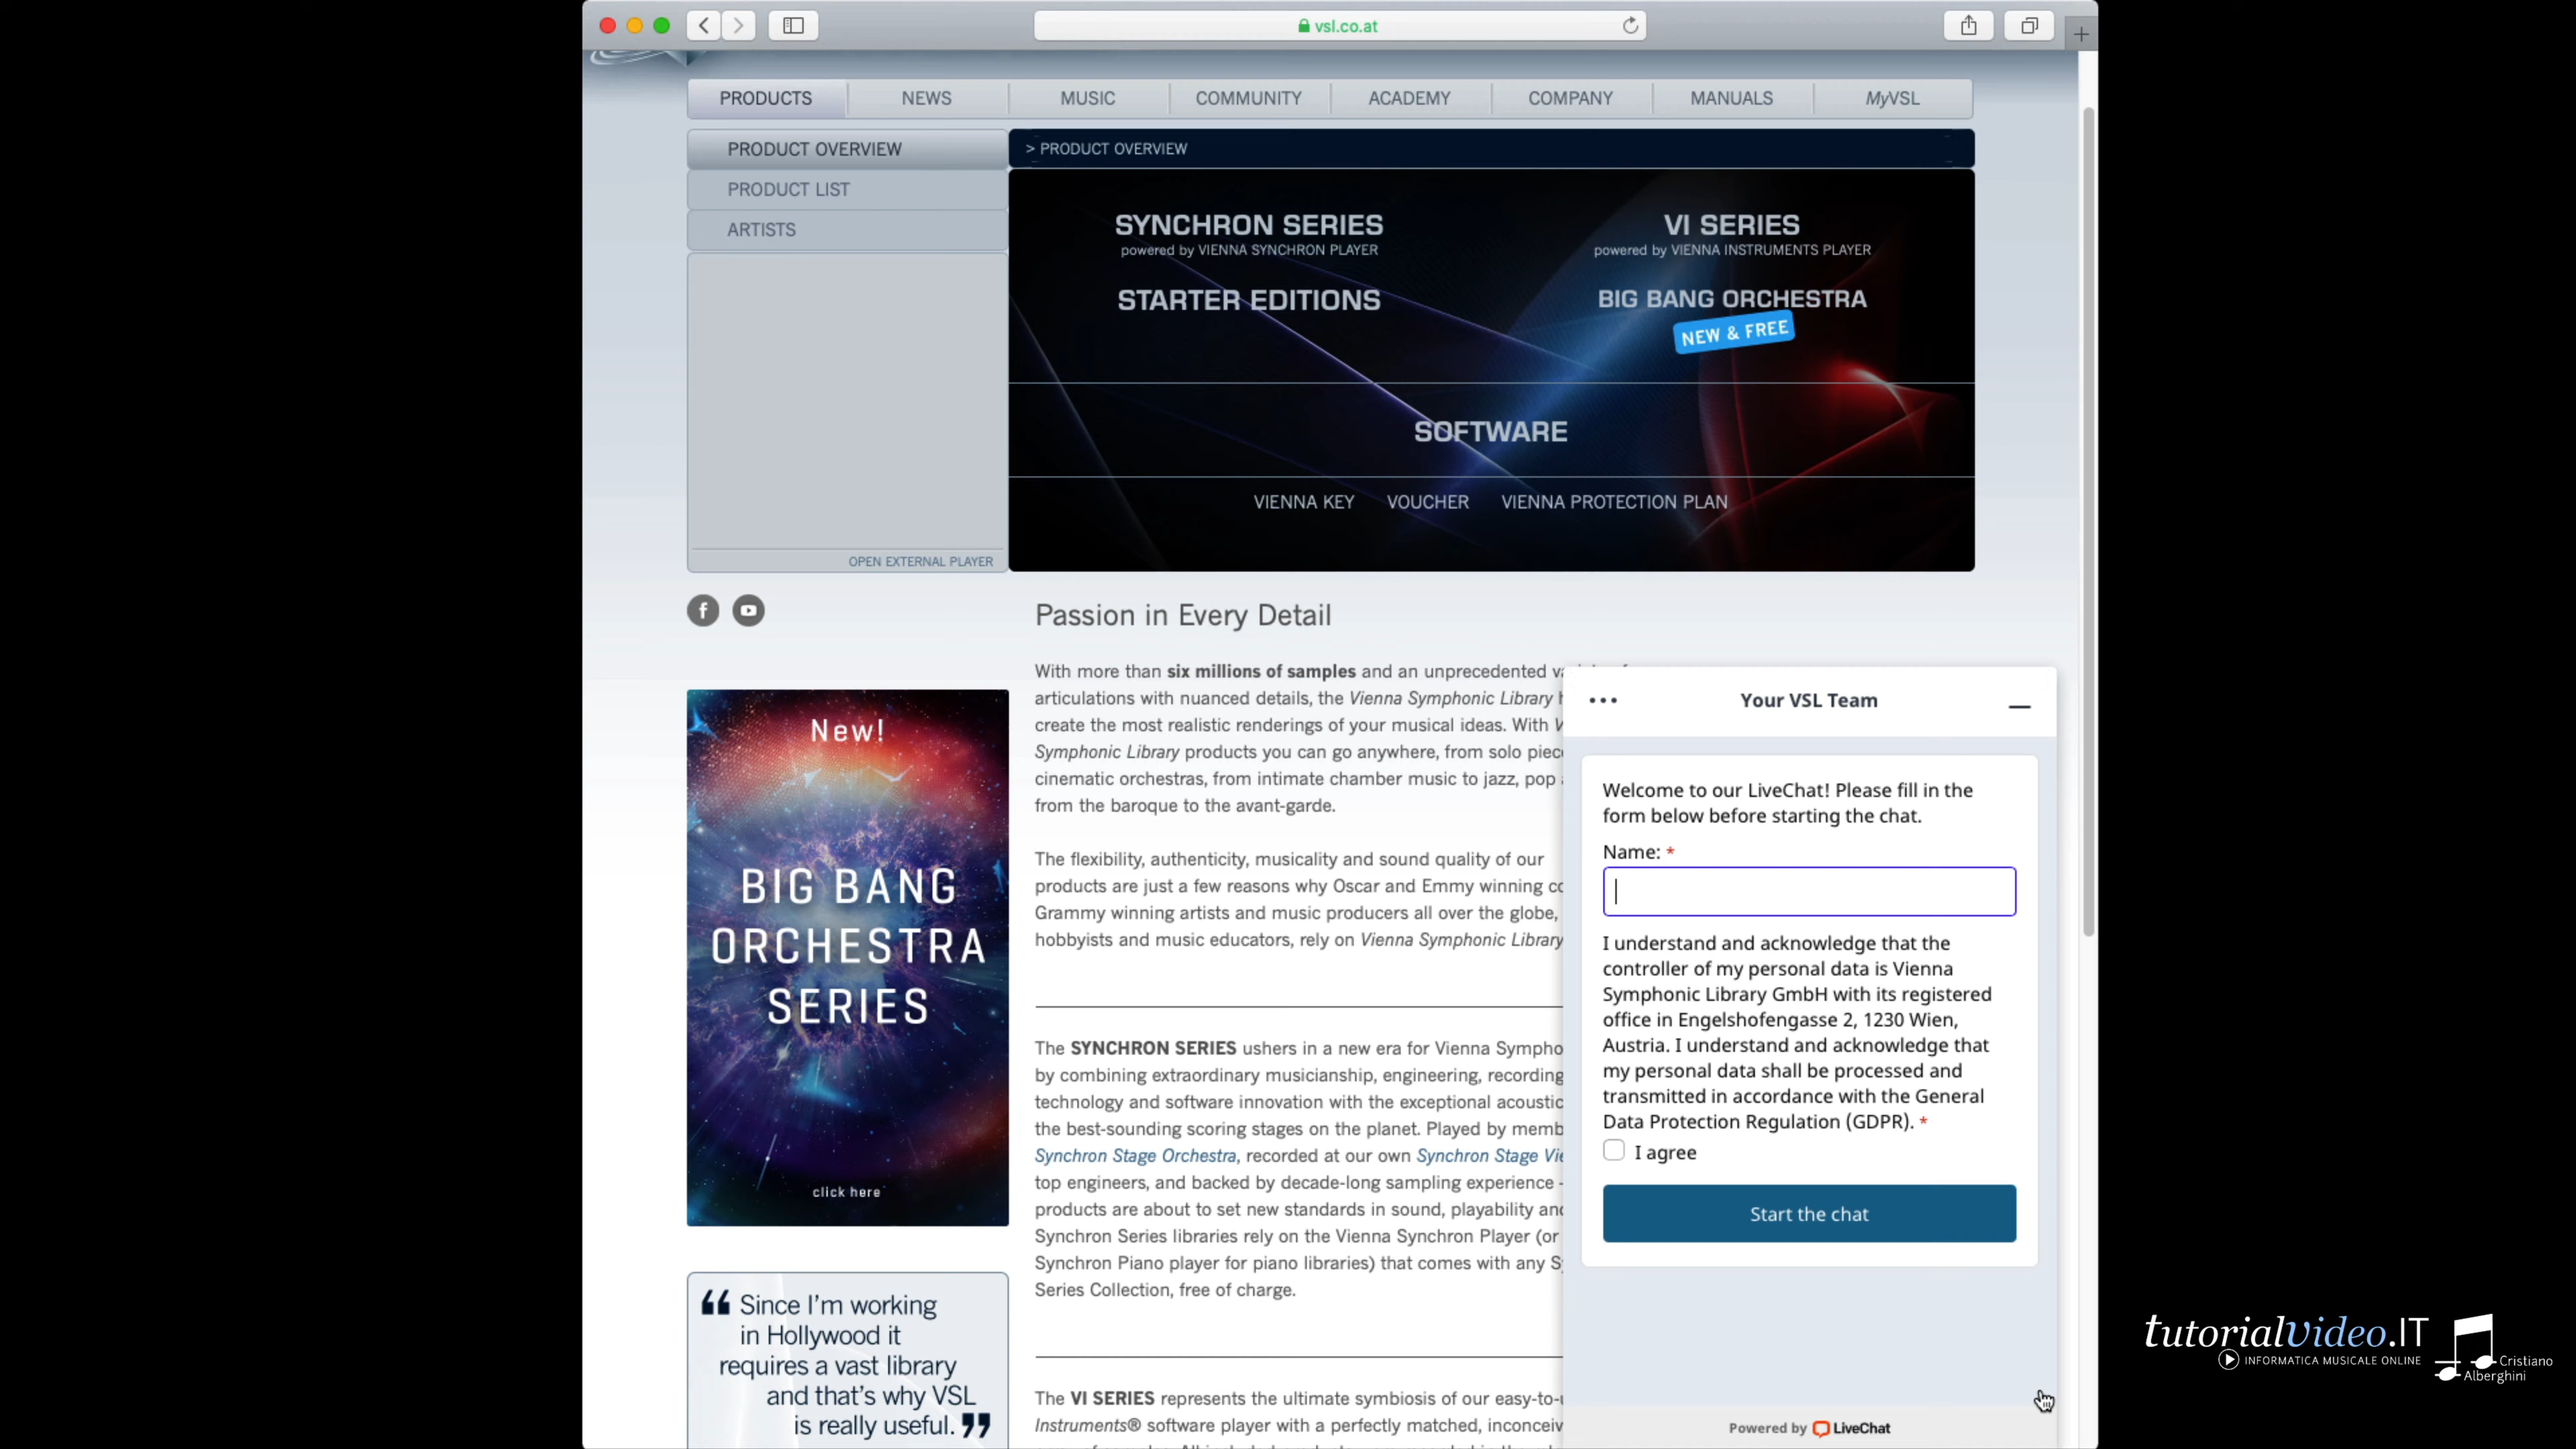 vsl.co.at
PRODUCTS NEWS MUSIC COMMUNITY ACADEMY COMPANY MANUALS MyVSL
PRODUCT OVERVIEW
PRODUCT LIST
ARTISTS
OPEN EXTERNAL PLAYER
> PRODUCT OVERVIEW
SYNCHRON SERIES
powered by VIENNA SYNCHRON PLAYER
VI SERIES
powered by VIENNA INSTRUMENTS PLAYER
STARTER EDITIONS
BIG BANG ORCHESTRA
NEW & FREE
SOFTWARE
VIENNA KEY VOUCHER VIENNA PROTECTION PLAN
New!
BIG BANG
ORCHESTRA
SERIES
click here
“ Since I'm working
in Hollywood it
requires a vast library
and that's why VSL
is really useful. ”
Passion in Every Detail
With more than six millions of samples and an unprecedented
articulations with nuanced details, the Vienna Symphonic Library
create the most realistic renderings of your musical ideas. With
Symphonic Library products you can go anywhere, from solo
cinematic orchestras, from intimate chamber music to jazz, pop
from the baroque to the avant-garde.
The flexibility, authenticity, musicality and sound quality of our
products are just a few reasons why Oscar and Emmy winning
Grammy winning artists and music producers all over the globe,
hobbyists and music educators, rely on Vienna Symphonic Library
The SYNCHRON SERIES ushers in a new era for Vienna
by combining extraordinary musicianship, engineering, recording
technology and software innovation with the exceptional
the best-sounding scoring stages on the planet. Played by
Synchron Stage Orchestra, recorded at our own Synchron Stage
top engineers, and backed by decade-long sampling experience -
products are about to set new standards in sound, playability
Synchron Series libraries rely on the Vienna Synchron Player (or
Synchron Piano player for piano libraries) that comes with any
Series Collection, free of charge.
The VI SERIES represents the ultimate symbiosis of our
Instruments® software player with a perfectly matched,
Your VSL Team
Welcome to our LiveChat! Please fill in the
form below before starting the chat.
Name: *
I understand and acknowledge that the
controller of my personal data is Vienna
Symphonic Library GmbH with its registered
office in Engelshofengasse 2, 1230 Wien,
Austria. I understand and acknowledge that
my personal data shall be processed and
transmitted in accordance with the General
Data Protection Regulation (GDPR). *
I agree
Start the chat
Powered by LiveChat
tutorialvideo.IT
INFORMATICA MUSICALE ONLINE
Cristiano
Alberghini